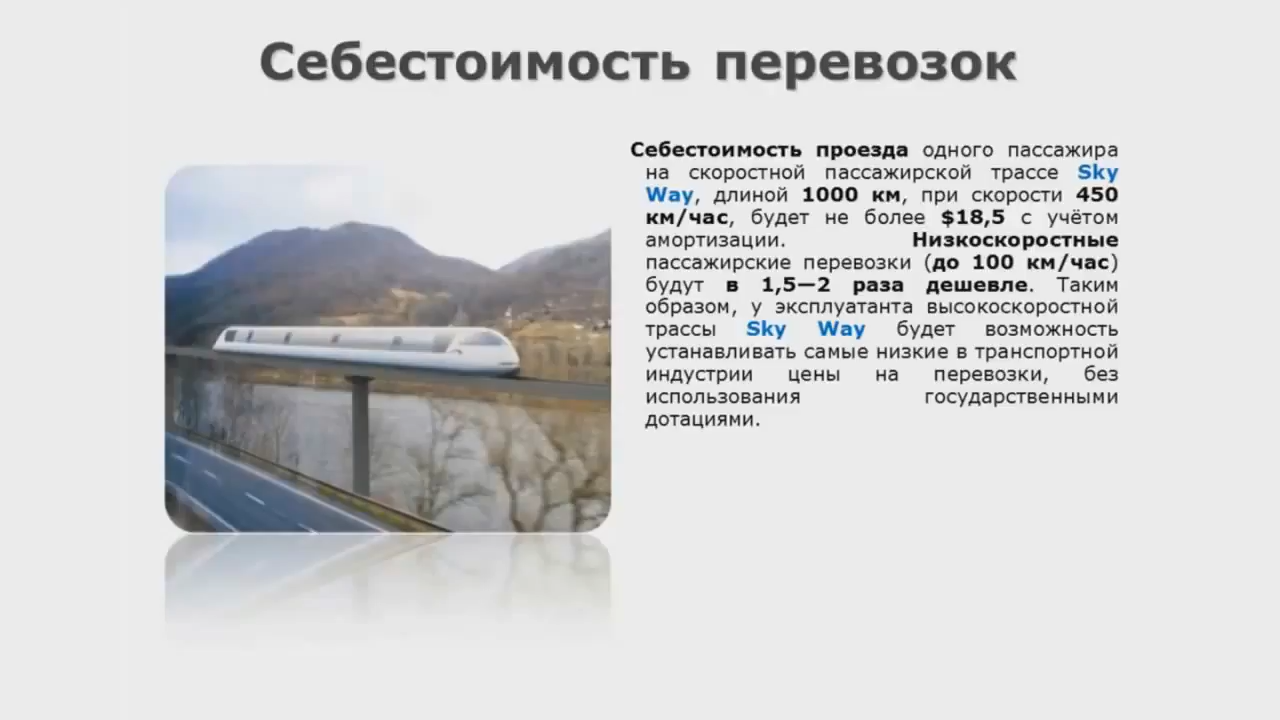 Себестоимость перевозок
Себестоимость проезда одного пассажира
на скоростной пассажирской трассе Sky
Way, длиной 1000 км, при скорости 450
км/час, будет не более $18,5 с учётом
амортизации. Низкоскоростные
пассажирские перевозки (до 100 км/час)
будут в 1,5—2 раза дешевле. Таким
образом, у эксплуатанта высокоскоростной
трассы Sky Way будет возможность
устанавливать самые низкие в транспортной
индустрии цены на перевозки, без
использования государственными
дотациями.